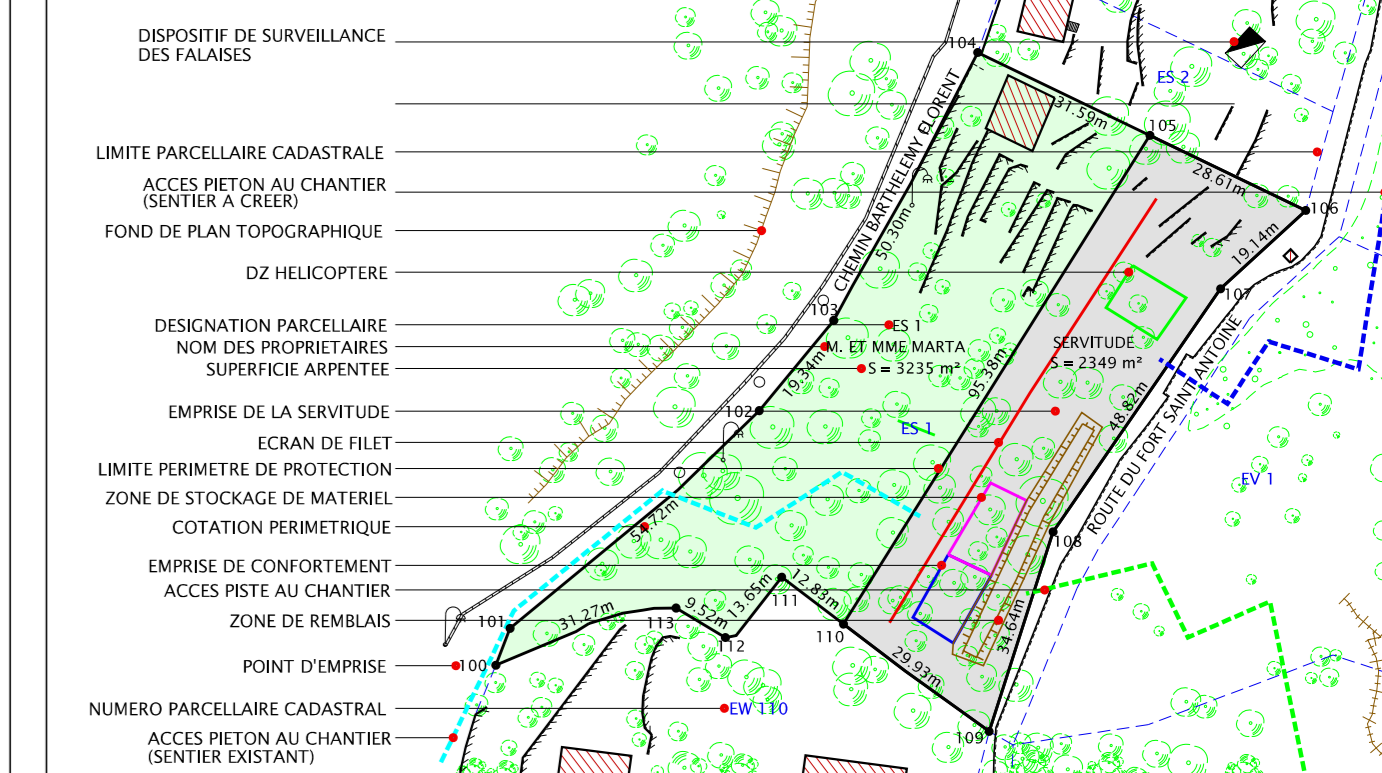 DISPOSITIF DE SURVEILLANCE
DES FALAISES
LIMITE PARCELLAIRE CADASTRALE
ACCES PIETON AU CHANTIER
(SENTIER A CREER)
FOND DE PLAN TOPOGRAPHIQUE
DZ HELICOPTERE
DESIGNATION PARCELLAIRE
NOM DES PROPRIETAIRES
SUPERFICIE ARPENTEE
EMPRISE DE LA SERVITUDE
ECRAN DE FILET
LIMITE PERIMETRE DE PROTECTION
ZONE DE STOCKAGE DE MATERIEL
COTATION PERIMETRIQUE
EMPRISE DE CONFORTEMENT
ACCES PISTE AU CHANTIER
ZONE DE REMBLAIS
POINT D'EMPRISE
NUMERO PARCELLAIRE CADASTRAL
ACCES PIETON AU CHANTIER
(SENTIER EXISTANT)
104
ES 2
31.59m
105
28.61m
106
19.14m
107
CHEMIN BARTHELEMY FLORENT
50.30m
103
ES 1
M. ET MME MARTA
S = 3235 m²
SERVITUDE
S = 2349 m²
19.34m
95.38m
102
ES 1
48.82m
ROUTE DU FORT SAINT ANTOINE
EV 1
54.72m
108
12.83m
111
13.65m
9.52m
31.27m
101
113
112
110
34.64m
100
29.93m
EW 110
109